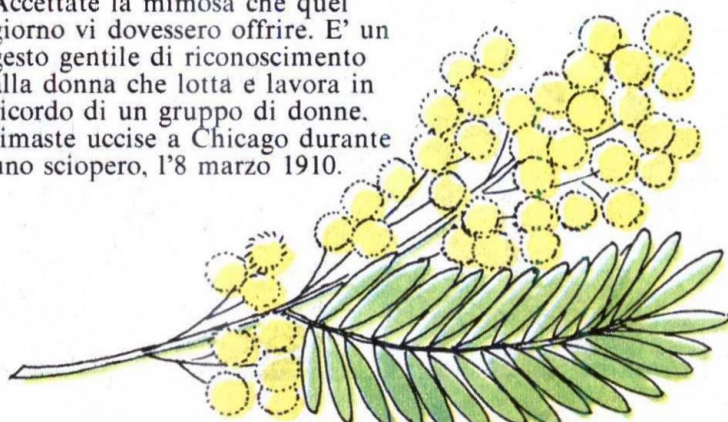 Accettate la mimosa che quel
giorno vi dovessero offrire. E' un
gesto gentile di riconoscimento
alla donna che lotta e lavora in
ricordo di un gruppo di donne,
rimaste uccise a Chicago durante
uno sciopero, l'8 marzo 1910.